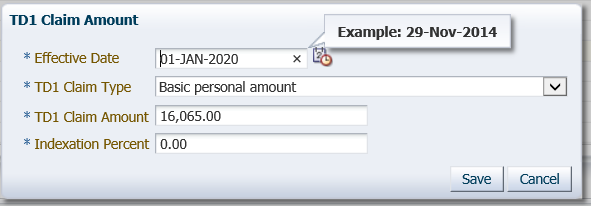 TD1 Claim Amount
Example: 29-Nov-2014
* Effective Date 01-JAN-2020 ×
* TD1 Claim Type Basic personal amount
* TD1 Claim Amount 16,065.00
* Indexation Percent 0.00
Save Cancel